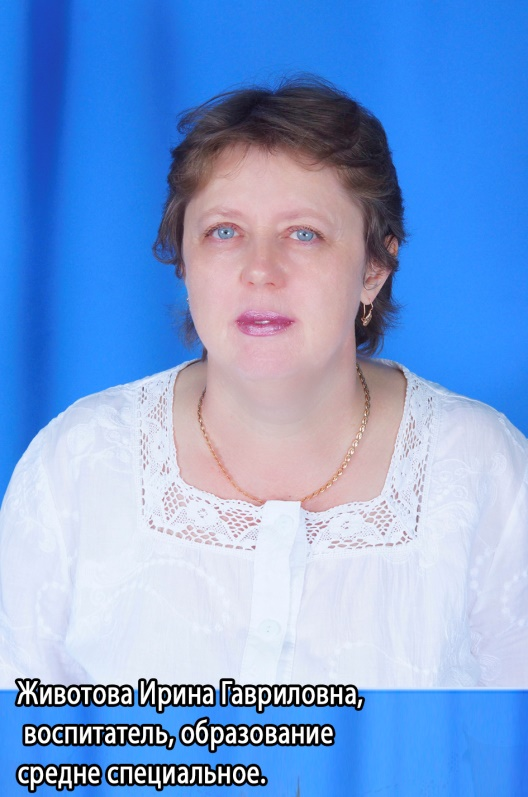 Животова Ирина Гавриловна,
воспитатель, образование
средне специальное.